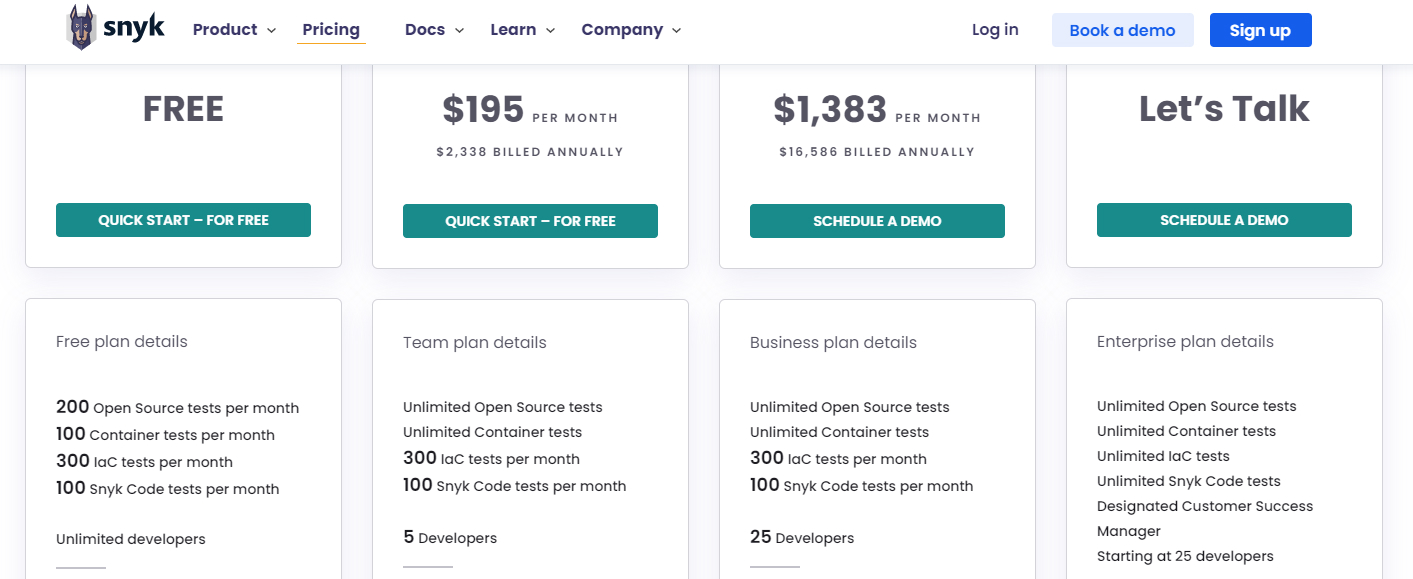 snyk Product Pricing Docs Learn Company Log in Book a demo Sign up
FREE
QUICK START – FOR FREE
$195 PER MONTH
$2,338 BILLED ANNUALLY
QUICK START – FOR FREE
$1,383 PER MONTH
$16,586 BILLED ANNUALLY
SCHEDULE A DEMO
Let’s Talk
SCHEDULE A DEMO
Free plan details
200 Open Source tests per month
100 Container tests per month
300 IaC tests per month
100 Snyk Code tests per month
Unlimited developers
Team plan details
Unlimited Open Source tests
Unlimited Container tests
300 IaC tests per month
100 Snyk Code tests per month
5 Developers
Business plan details
Unlimited Open Source tests
Unlimited Container tests
300 IaC tests per month
100 Snyk Code tests per month
25 Developers
Enterprise plan details
Unlimited Open Source tests
Unlimited Container tests
Unlimited IaC tests
Unlimited Snyk Code tests
Designated Customer Success
Manager
Starting at 25 developers